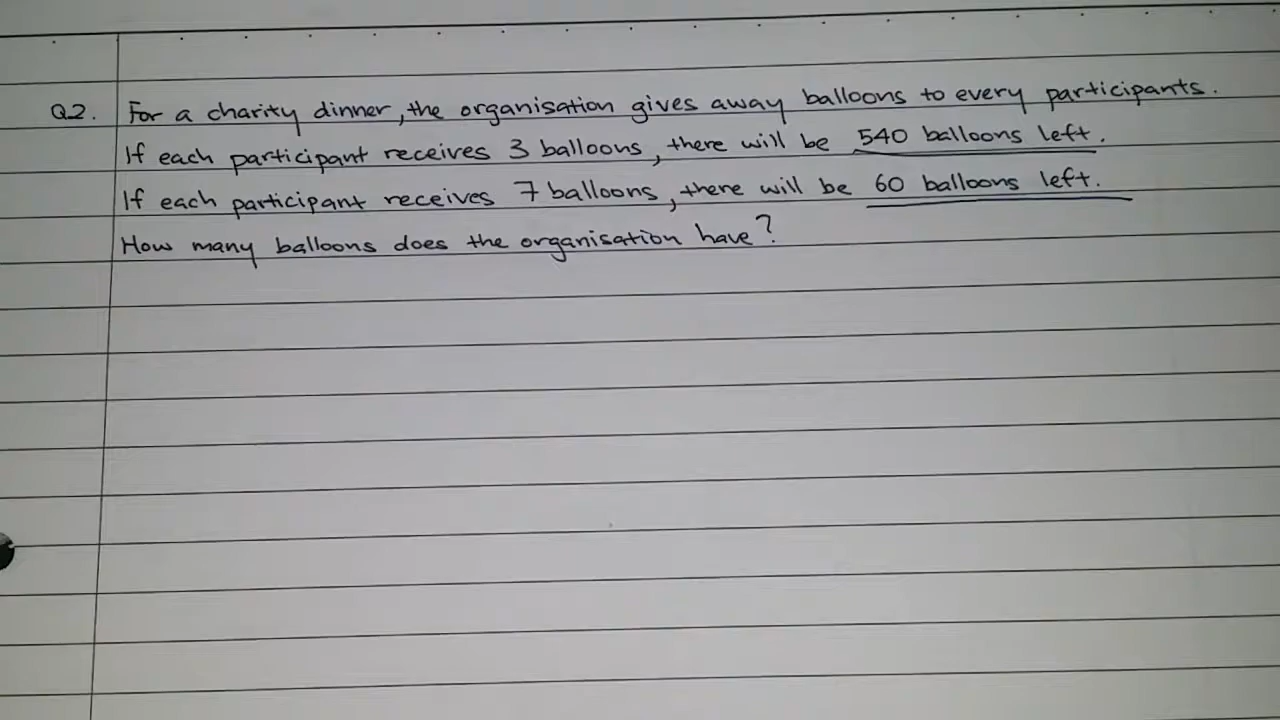 Q2. For a charity dinner, the organisation gives away balloons to every participants.
If each participant receives 3 balloons, there will be 540 balloons left.
If each participant receives 7 balloons, there will be 60 balloons left.
How many balloons does the organisation have?